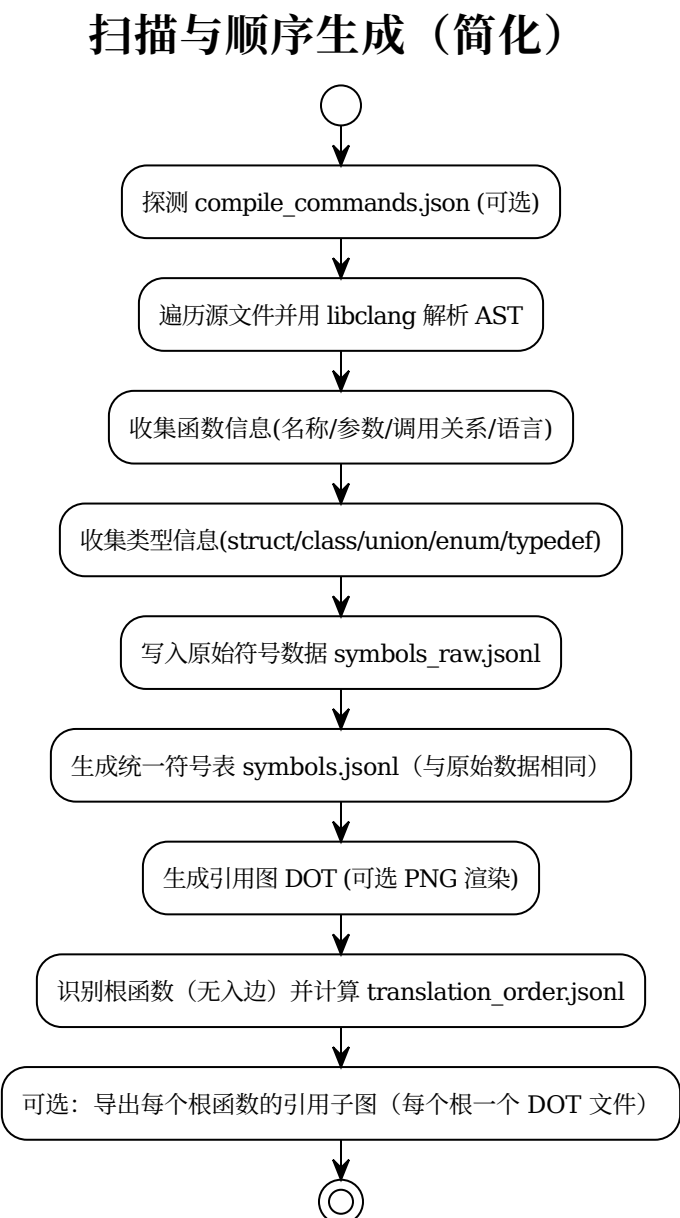 扫描与顺序生成（简化）
探测 compile_commands.json (可选)
遍历源文件并用 libclang 解析 AST
收集函数信息(名称/参数/调用关系/语言)
收集类型信息(struct/class/union/enum/typedef)
写入原始符号数据 symbols_raw.jsonl
生成统一符号表 symbols.jsonl（与原始数据相同）
生成引用图 DOT (可选 PNG 渲染)
识别根函数（无入边）并计算 translation_order.jsonl
可选：导出每个根函数的引用子图（每个根一个 DOT 文件）